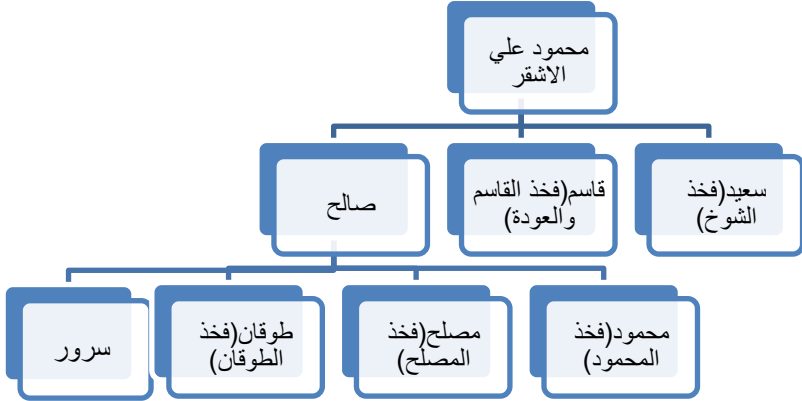 محمود علي
الاشقر
سعيد(فخذ
الشوخ)
قاسم(فخذ القاسم
والعودة)
صالح
محمود(فخذ
المحمود)
مصلح(فخذ
المصلح)
طوقان(فخذ
الطوقان)
سرور